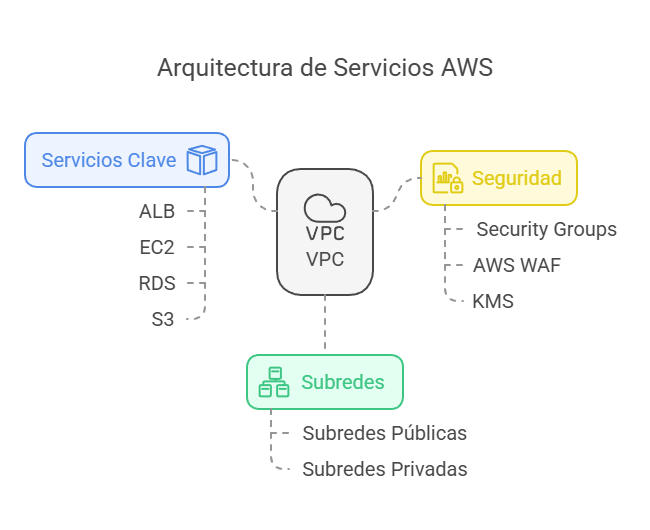 Arquitectura de Servicios AWS
Servicios Clave
ALB
EC2
RDS
S3
VPC
VPC
Seguridad
Security Groups
AWS WAF
KMS
Subredes
Subredes Públicas
Subredes Privadas